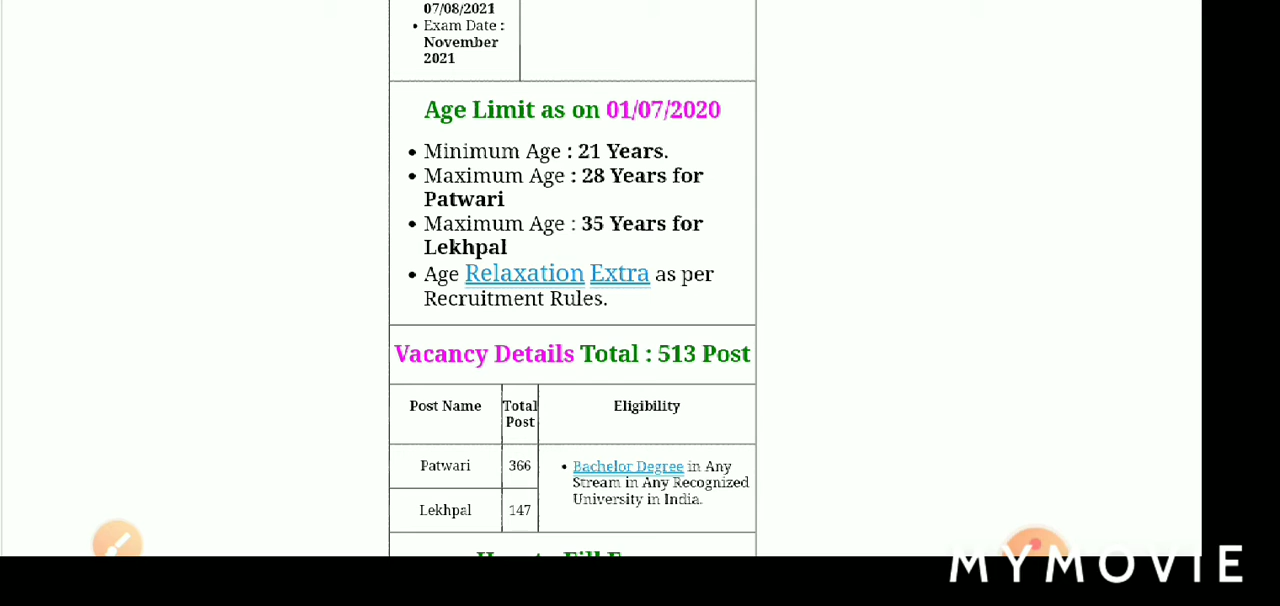 07/08/2021
• Exam Date :
November
2021
Age Limit as on 01/07/2020
• Minimum Age : 21 Years.
• Maximum Age : 28 Years for
Patwari
• Maximum Age : 35 Years for
Lekhpal
• Age Relaxation Extra as per
Recruitment Rules.
Vacancy Details Total : 513 Post
Post Name Total Post Eligibility
Patwari 366
• Bachelor Degree in Any
Stream in Any Recognized
University in India.
Lekhpal 147
MYMOVIE